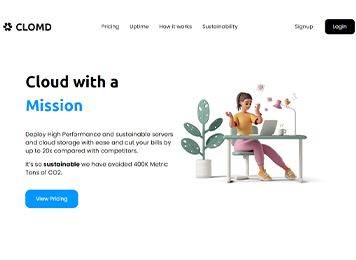 CLOMD
Pricing
Uptime
How it works
Sustainability
Signup
Login
Cloud with a
Mission
Deploy High Performance and sustainable servers
and cloud storage with ease and cut your bills by
up to 20x compared with competitors.
It's so sustainable we have avoided 400K Metric
Tons of CO2.
View Pricing